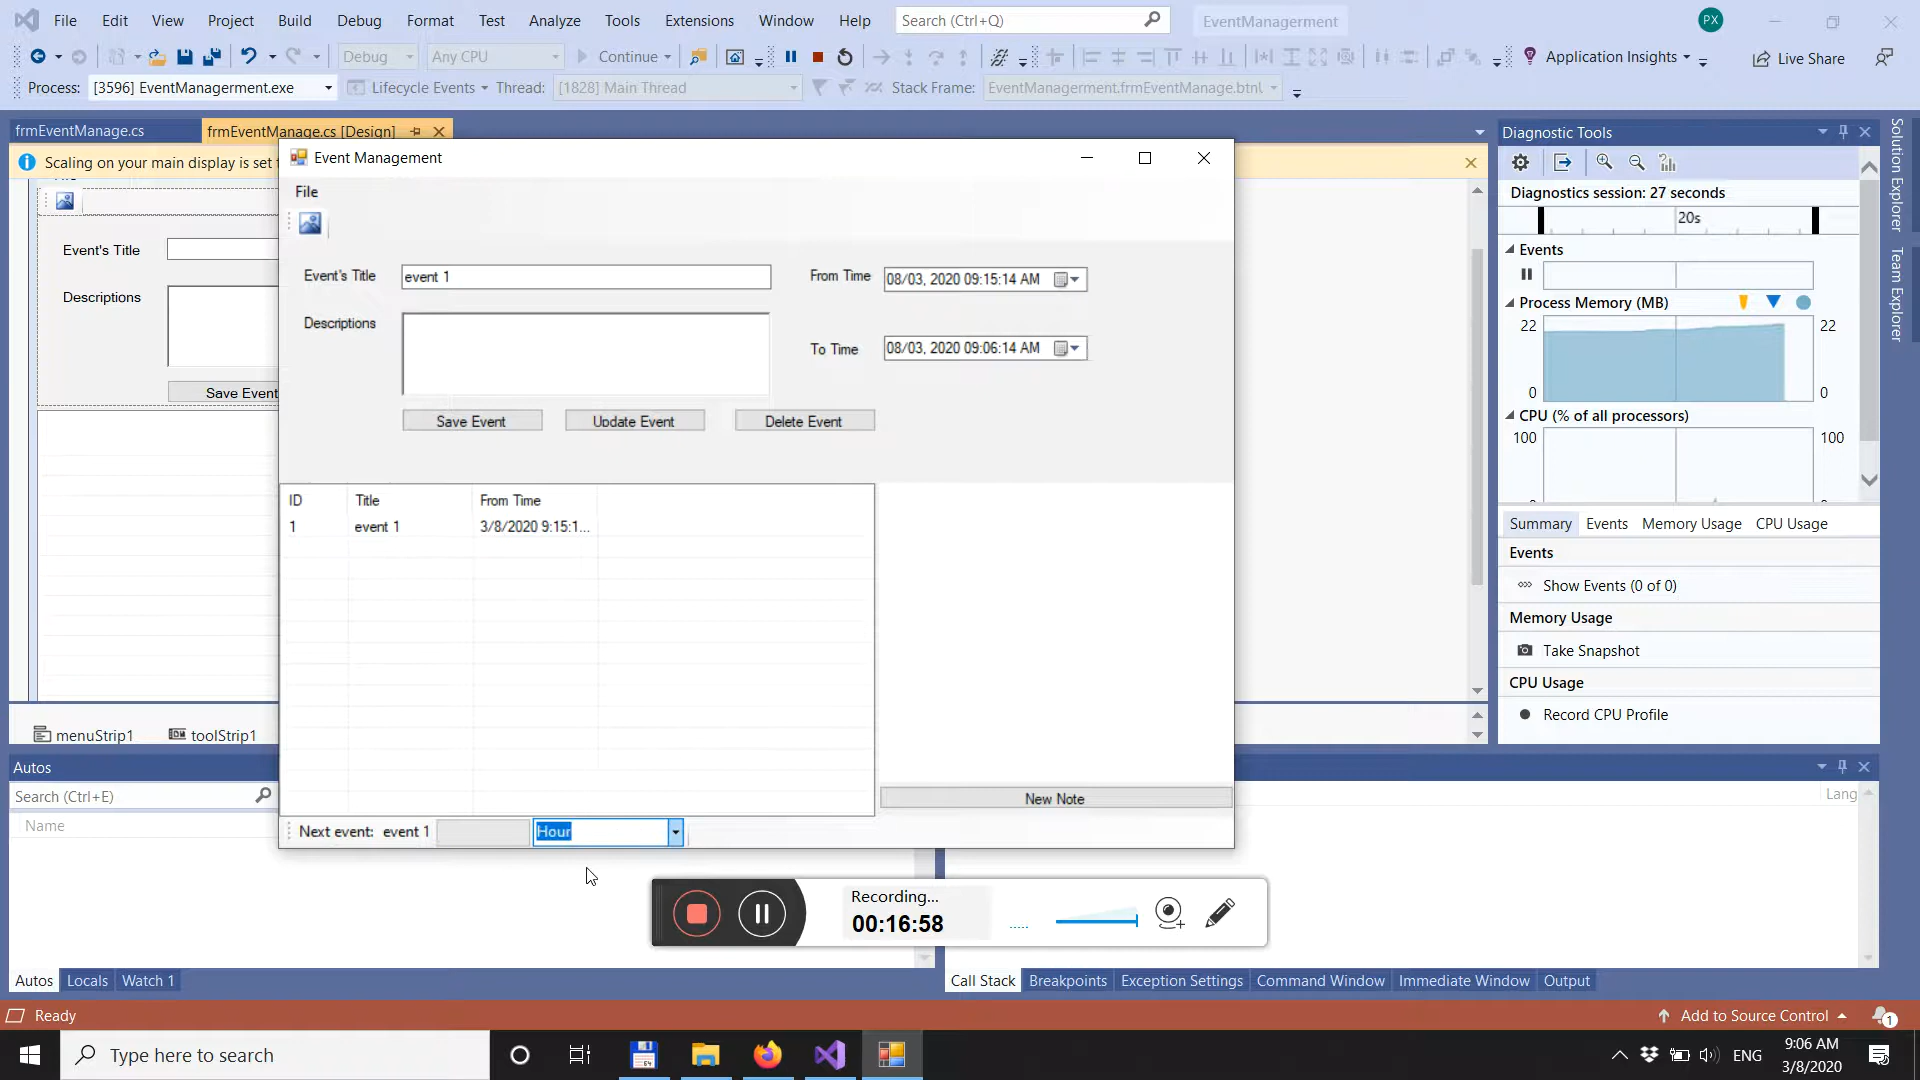 File Edit View Project Build Debug Format Test Analyze Tools Extensions Window Help Search (Ctrl+Q) EventManagerment PX
Debug Any CPU Continue Application Insights Live Share
Process: [3596] EventManagerment.exe Lifecycle Events Thread: [1828] Main Thread Stack Frame: EventManagerment.frmEventManage.btnl
frmEventManage.cs frmEventManage.cs [Design]
Scaling on your main display is set
Event Management
File
Event's Title
Descriptions
Save Event
Event's Title event 1 From Time 08/03, 2020 09:15:14 AM
Descriptions To Time 08/03, 2020 09:06:14 AM
Save Event Update Event Delete Event
ID Title From Time
1 event 1 3/8/2020 9:15:1...
New Note
Next event: event 1 Hour
Diagnostic Tools
Diagnostics session: 27 seconds
20s
Events
Process Memory (MB)
22 22
0 0
CPU (% of all processors)
100 100
Summary Events Memory Usage CPU Usage
Events
Show Events (0 of 0)
Memory Usage
Take Snapshot
CPU Usage
Record CPU Profile
Solution Explorer
Team Explorer
menuStrip1 toolStrip1
Autos
Search (Ctrl+E)
Name
Lang
Recording...
00:16:58
Autos Locals Watch 1
Call Stack Breakpoints Exception Settings Command Window Immediate Window Output
Ready Add to Source Control 1
Type here to search
64
ENG
9:06 AM
3/8/2020